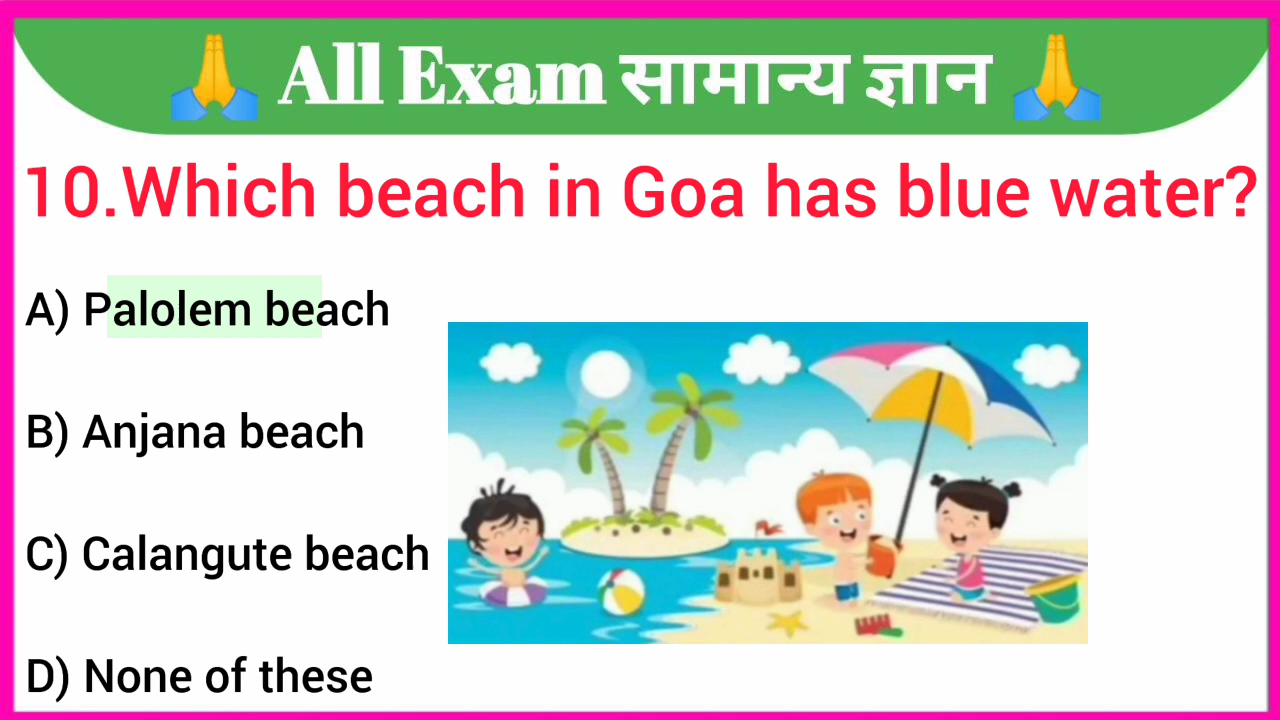 🙏 All Exam सामान्य ज्ञान 🙏
10.Which beach in Goa has blue water?
A) Palolem beach
B) Anjana beach
C) Calangute beach
D) None of these